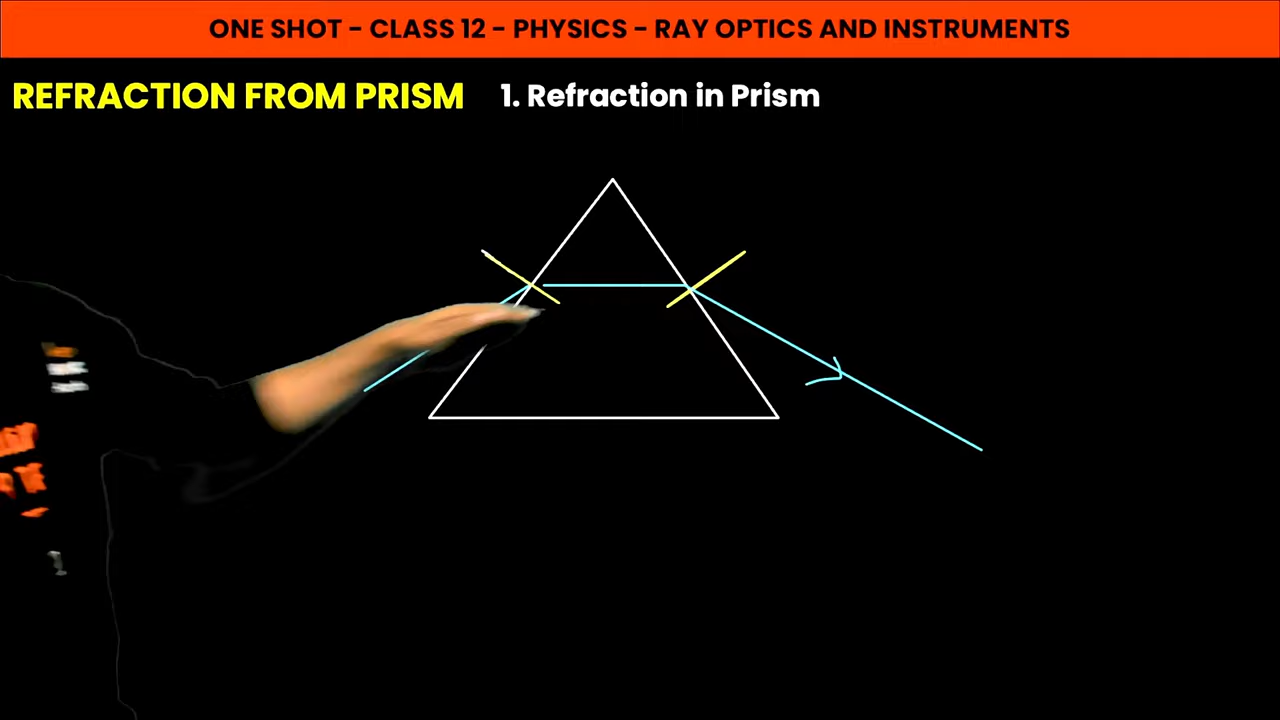 ONE SHOT - CLASS 12 - PHYSICS - RAY OPTICS AND INSTRUMENTS
REFRACTION FROM PRISM
1. Refraction in Prism